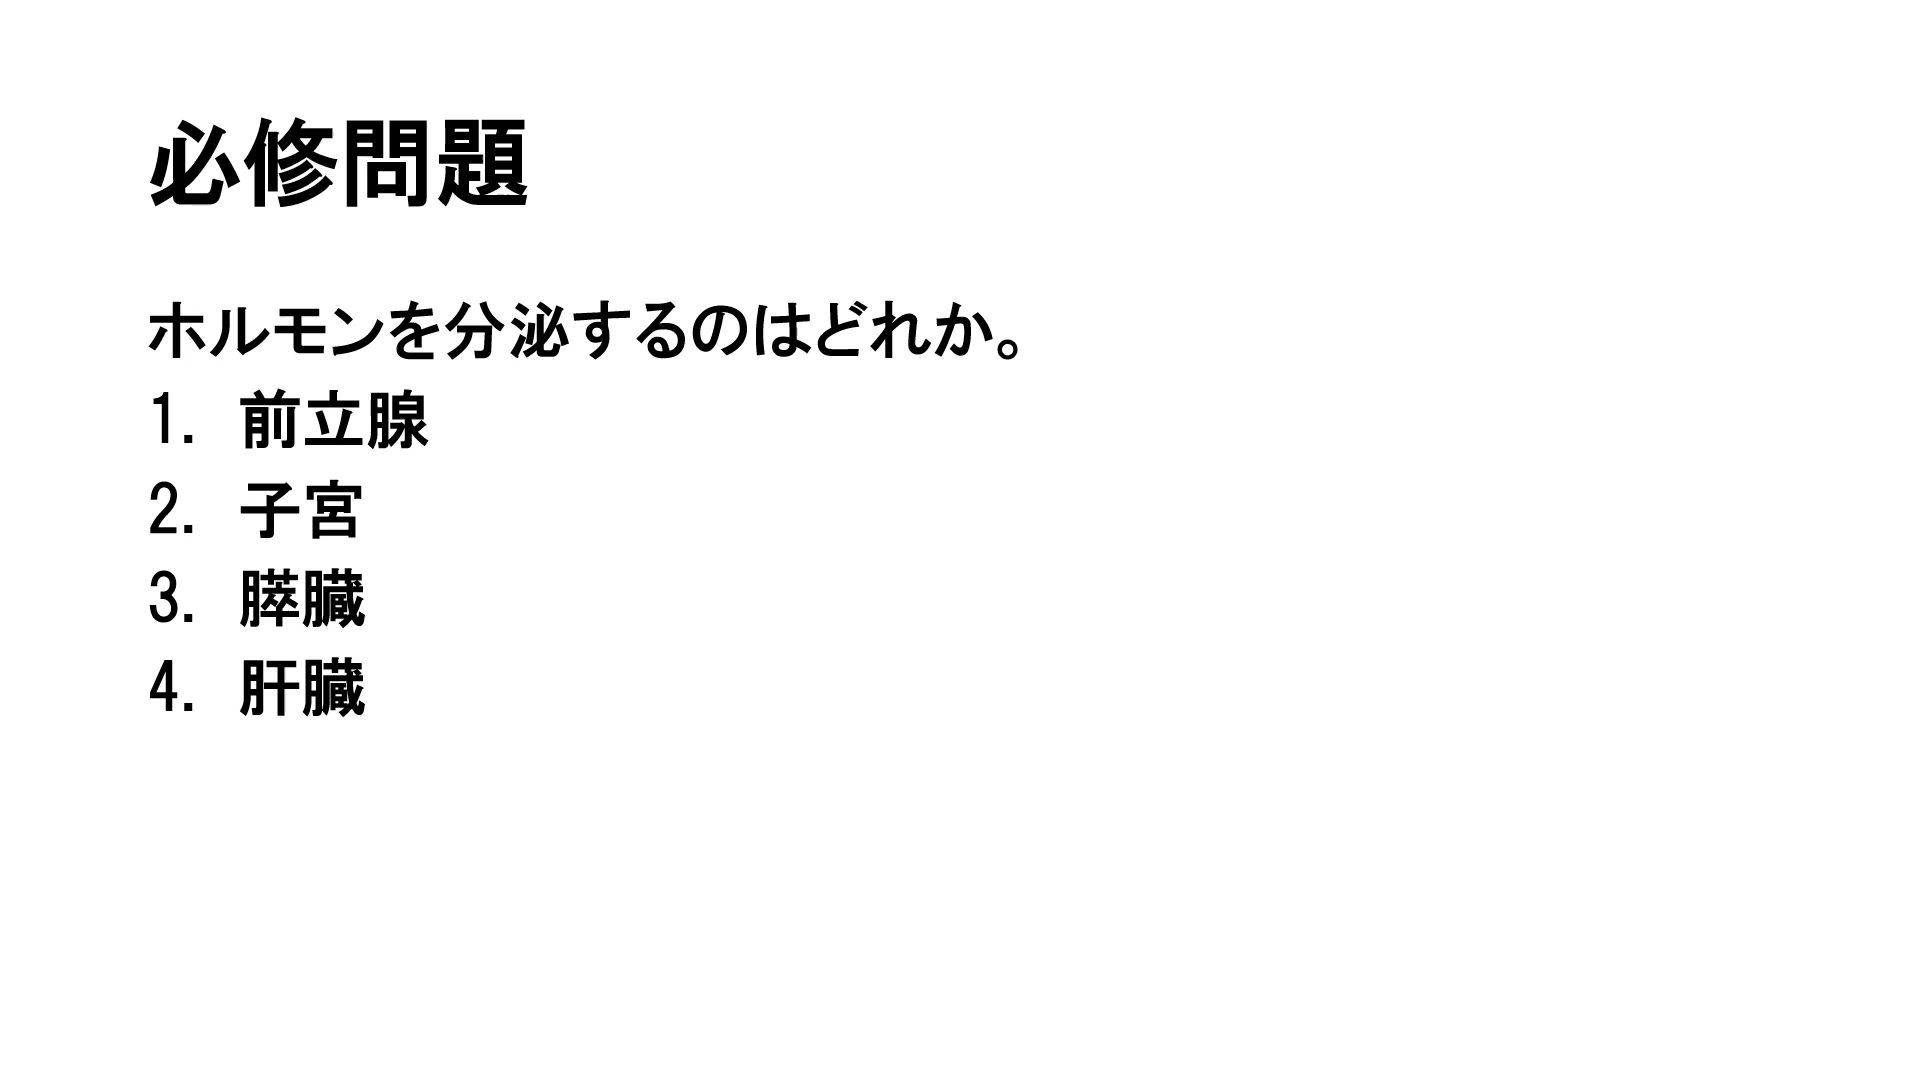 必修問題
ホルモンを分泌するのはどれか。
1. 前立腺
2. 子宮
3. 膵臓
4. 肝臓